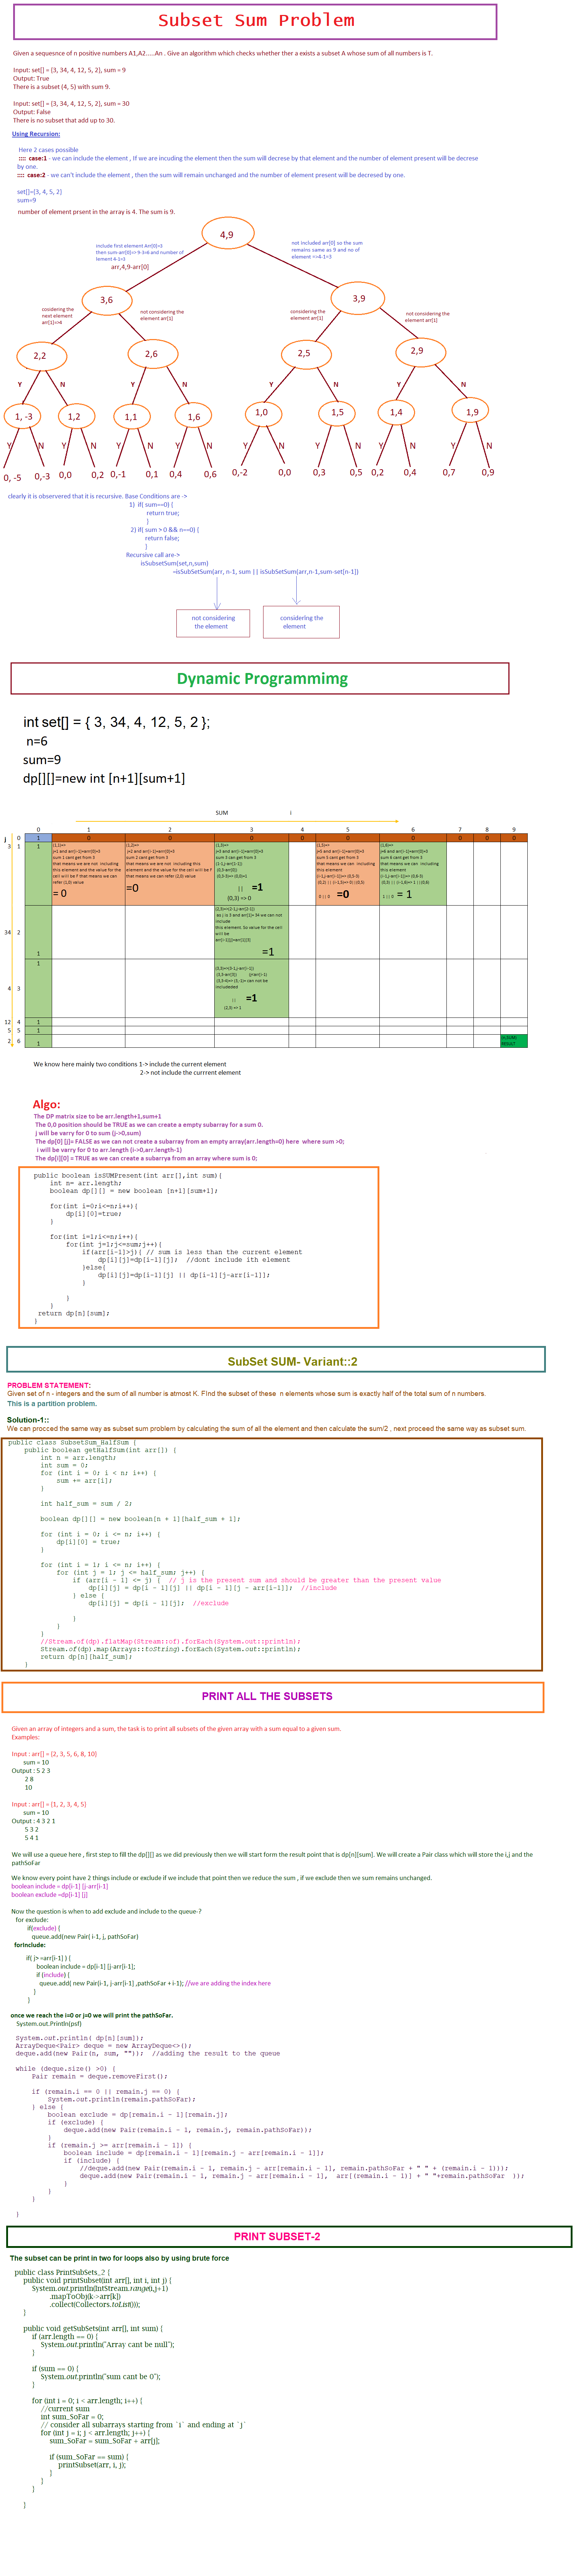 Subset Sum Problem
Given a sequesnce of n positive numbers A1,A2.....An . Give an algorithm which checks whether ther a exists a subset A whose sum of all numbers is T.
Input: set[] = {3, 34, 4, 12, 5, 2}, sum = 9
Output: True
There is a subset (4, 5) with sum 9.
Input: set[] = {3, 34, 4, 12, 5, 2}, sum = 30
Output: False
There is no subset that add up to 30.
Using Recursion:
Here 2 cases possible
:::: case:1 - we can include the element , If we are incuding the element then the sum will decrese by that element and the number of element present will be decrese
by one.
:::: case:2 - we can't include the element , then the sum will remain unchanged and the number of element present will be decresed by one.
set[]={3, 4, 5, 2}
sum=9
number of element prsent in the array is 4. The sum is 9.
4,9
include first element Arr[0]=3
then sum-arr[0]=> 9-3=6 and number of
lement 4-1=3
arr,4,9-arr[0]
not included arr[0] so the sum
remains same as 9 and no of
element =>4-1=3
3,6
3,9
cosidering the
next element
arr[1]=>4
not considering the
element arr[1]
considering the
element arr[1]
not considering the
element arr[1]
2,2
2,6
2,5
2,9
Y N Y N Y N Y N
1, -3
1,2
1,1
1,6
1,0
1,5
1,4
1,9
Y N Y N Y N Y N Y N Y N Y N Y N
0, -5 0,-3 0,0 0,2 0,-1 0,1 0,4 0,6 0,-2 0,0 0,3 0,5 0,2 0,4 0,7 0,9
clearly it is observered that it is recursive. Base Conditions are ->
1) if( sum==0) {
return true;
}
2) if( sum > 0 && n==0) {
return false;
}
Recursive call are->
isSubSetSum(set,n,sum)
=isSubSetSum(arr, n-1, sum || isSubSetSum(arr,n-1,sum-set[n-1])
not considering
the element
considering the
element
Dynamic Programmimg
int set[] = { 3, 34, 4, 12, 5, 2 };
n=6
sum=9
dp[][]=new int [n+1][sum+1]
SUM i
0 1 2 3 4 5 6 7 8 9
j 0 1 0 0 0 0 0 0 0 0 0
3 1 1
(1,1)=>
j=1 and arr[i-1]=arr[0]=3
sum 1 cant get from 3
that means we are not including
this element and the value for the
cell will be F that means we can
refer (1,0) value
= 0
(1,2)=>
j=2 and arr[i-1]=arr[0]=3
sum 2 cant get from 3
that means we are not including this
element and the value for the cell will be F
that means we can refer (2,0) value
=0
(1,3)=>
j=3 and arr[i-1]=arr[0]=3
sum 3 can get from 3
(1-1,j-arr[i-1])
(0,3-arr[0])
(0,3-3)=> (0,0)=1
|| =1
(0,3) => 0
(1,5)=>
j=5 and arr[i-1]=arr[0]=3
sum 5 cant get from 3
that means we can including
this element
0 || 0 =0
(1,6)=>
j=6 and arr[i-1]=arr[0]=3
sum 6 cant get from 3
that means we can including
this element
1 || 0 = 1
34 2 1
as j is 3 and arr[1]= 34 we can not
include
this element. So value for the cell
will be
=1
4 3 1
(3,3-4)=> (3,-1)= can not be
includeded
|| =1
(2,3) => 1
12 4 1
5 5 1
2 6 1
RESULT
We know here mainly two conditions 1-> include the current element
2-> not include the currrent element
Algo:
The DP matrix size to be arr.length+1,sum+1
The 0,0 position should be TRUE as we can create a empty subarray for a sum 0.
j will be varry for 0 to sum (j->0,sum)
The dp[0] [j]= FALSE as we can not create a subarray from an empty array(arr.length=0) here where sum >0;
i will be varry for 0 to arr.length (i->0,arr.length-1)
The dp[i][0] = TRUE as we can create a subarrya from an array where sum is 0;
public boolean isSUMPresent(int arr[],int sum){
int n= arr.length;
boolean dp[][] = new boolean [n+1][sum+1];
for(int i=0;i<=n;i++){
dp[i][0]=true;
}
for(int i=1;i<=n;i++){
for(int j=1;j<=sum;j++){
if(arr[i-1]>j){ // sum is less than the current element
dp[i][j]=dp[i-1][j]; //dont include ith element
}else{
dp[i][j]=dp[i-1][j] || dp[i-1][j-arr[i-1]];
}
}
}
return dp[n][sum];
}
SubSet SUM- Variant::2
PROBLEM STATEMENT:
Given set of n - integers and the sum of all number is atmost K. FInd the subset of these n elements whose sum is exactly half of the total sum of n numbers.
This is a partition problem.
Solution-1::
We can procced the same way as subset sum problem by calculating the sum of all the element and then calculate the sum/2 , next proceed the same way as subset sum.
public class SubsetSum_HalfSum {
public boolean getHalfSum(int arr[]) {
int n = arr.length;
int sum = 0;
for (int i = 0; i < n; i++) {
sum += arr[i];
}
int half_sum = sum / 2;
boolean dp[][] = new boolean[n + 1][half_sum + 1];
for (int i = 0; i <= n; i++) {
dp[i][0] = true;
}
for (int i = 1; i <= n; i++) {
for (int j = 1; j <= half_sum; j++) {
if (arr[i - 1] <= j) { // j is the present sum and should be greater than the present value
dp[i][j] = dp[i - 1][j] || dp[i - 1][j - arr[i-1]]; //include
} else {
dp[i][j] = dp[i - 1][j]; //exclude
}
}
}
//Stream.of(dp).flatMap(Stream::of).forEach(System.out::println);
Stream.of(dp).map(Arrays::toString).forEach(System.out::println);
return dp[n][half_sum];
}
PRINT ALL THE SUBSETS
Given an array of integers and a sum, the task is to print all subsets of the given array with a sum equal to a given sum.
Examples:
Input : arr[] = {2, 3, 5, 6, 8, 10}
sum = 10
Output : 5 2 3
2 8
10
Input : arr[] = {1, 2, 3, 4, 5}
sum = 10
Output : 4 3 2 1
5 3 2
5 4 1
We will use a queue here , first step to fill the dp[][] as we did previously then we will start form the result point that is dp[n][sum]. We will create a Pair class which will store the i,j and the
pathSoFar
We know every point have 2 things include or exclude if we include that point then we reduce the sum , if we exclude then we sum remains unchanged.
boolean include = dp[i-1] [j-arr[i-1]
boolean exclude =dp[i-1] [j]
Now the question is when to add exclude and include to the queue-?
for exclude:
if(exclude) {
queue.add(new Pair( i-1, j, pathSoFar)
forInclude:
if( j> =arr[i-1] ) {
boolean include = dp[i-1] [j-arr[i-1];
if (include) {
queue.add( new Pair(i-1, j-arr[i-1] ,pathSoFar + i-1); //we are adding the index here
}
}
once we reach the i=0 or j=0 we will print the pathSoFar.
System.out.Println(psf)
System.out.println( dp[n][sum]);
ArrayDeque<Pair> deque = new ArrayDeque<>();
deque.add(new Pair(n, sum, "")); //adding the result to the queue
while (deque.size() >0) {
Pair remain = deque.removeFirst();
if (remain.i == 0 || remain.j == 0) {
System.out.println(remain.pathSoFar);
} else {
boolean exclude = dp[remain.i - 1][remain.j];
if (exclude) {
deque.add(new Pair(remain.i - 1, remain.j, remain.pathSoFar));
}
if (remain.j >= arr[remain.i - 1]) {
boolean include = dp[remain.i - 1][remain.j - arr[remain.i - 1]];
if (include) {
//deque.add(new Pair(remain.i - 1, remain.j - arr[remain.i - 1], remain.pathSoFar + " " + (remain.i - 1)));
deque.add(new Pair(remain.i - 1, remain.j - arr[remain.i - 1], arr[(remain.i - 1)] + " "+remain.pathSoFar ));
}
}
}
}
PRINT SUBSET-2
The subset can be print in two for loops also by using brute force
public class PrintSubSets_2 {
public void printSubset(int arr[], int i, int j) {
System.out.println(IntStream.range(i,j+1)
.mapToObj(k->arr[k])
.collect(Collectors.toList()));
}
public void getSubSets(int arr[], int sum) {
if (arr.length == 0) {
System.out.println("Array cant be null");
}
if (sum == 0) {
System.out.println("sum cant be 0");
}
for (int i = 0; i < arr.length; i++) {
//current sum
int sum_SoFar = 0;
// consider all subarrays starting from `i` and ending at `j`
for (int j = i; j < arr.length; j++) {
sum_SoFar = sum_SoFar + arr[j];
if (sum_SoFar == sum) {
printSubset(arr, i, j);
}
}
}
}